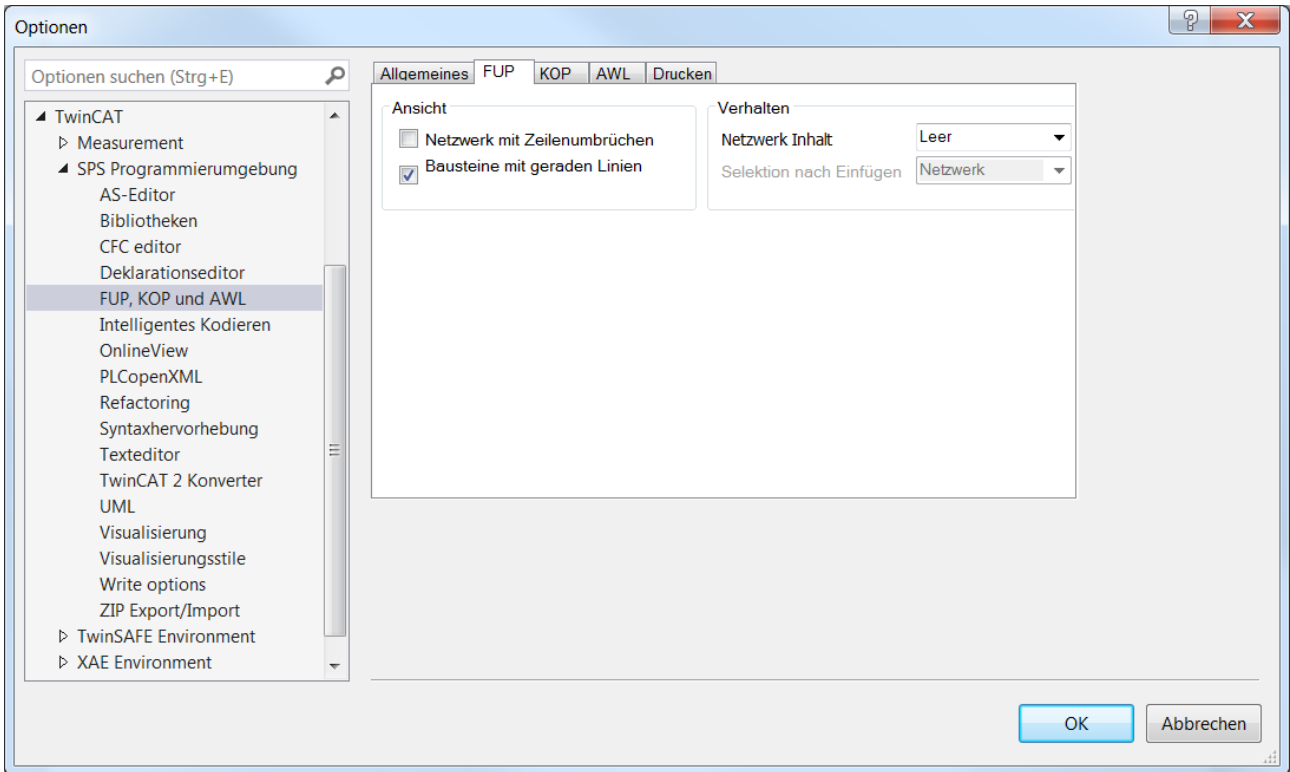 Optionen
Optionen suchen (Strg+E)
TwinCAT
Measurement
SPS Programmierumgebung
AS-Editor
Bibliotheken
CFC editor
Deklarationseditor
FUP, KOP und AWL
Intelligentes Kodieren
OnlineView
PLCopenXML
Refactoring
Syntaxhervorhebung
Texteditor
TwinCAT 2 Konverter
UML
Visualisierung
Visualisierungsstile
Write options
ZIP Export/Import
TwinSAFE Environment
XAE Environment
Allgemeines FUP KOP AWL Drucken
Ansicht
Netzwerk mit Zeilenumbrüchen
Bausteine mit geraden Linien
Verhalten
Netzwerk Inhalt Leer
Selektion nach Einfügen Netzwerk
OK Abbrechen